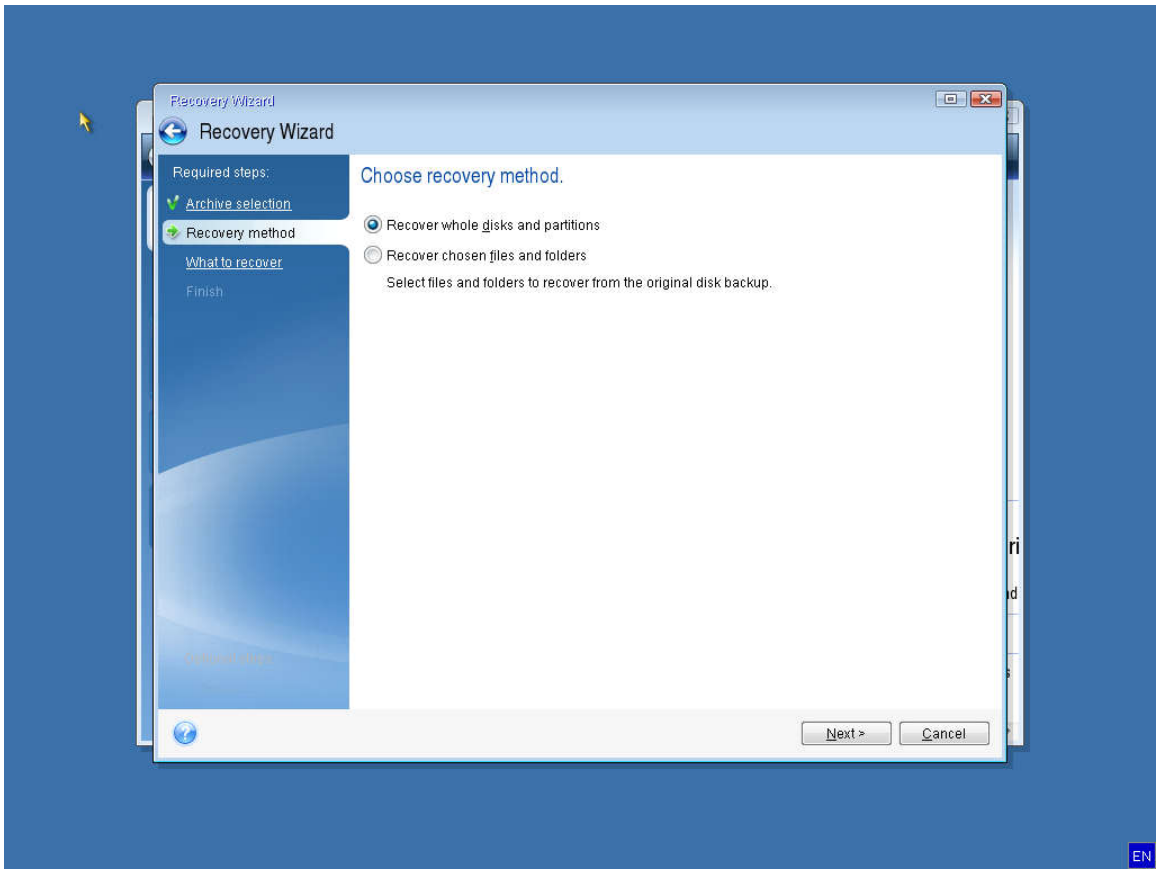 Recovery Wizard
Recovery Wizard
Required steps:
Archive selection
Recovery method
What to recover
Finish
Choose recovery method.
Recover whole disks and partitions
Recover chosen files and folders
Select files and folders to recover from the original disk backup.
ri
nd
s
Next >
Cancel
EN